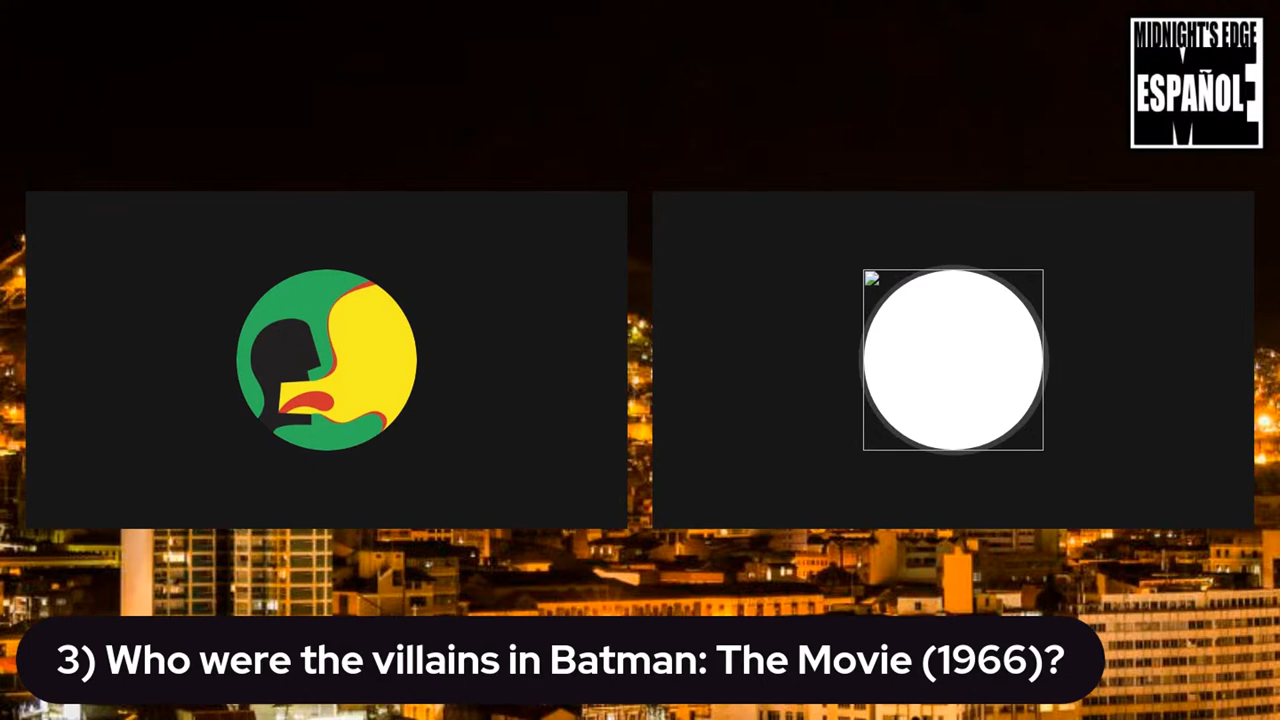 MIDNIGHT'S EDGE
ESPAÑOL
3) Who were the villains in Batman: The Movie (1966)?